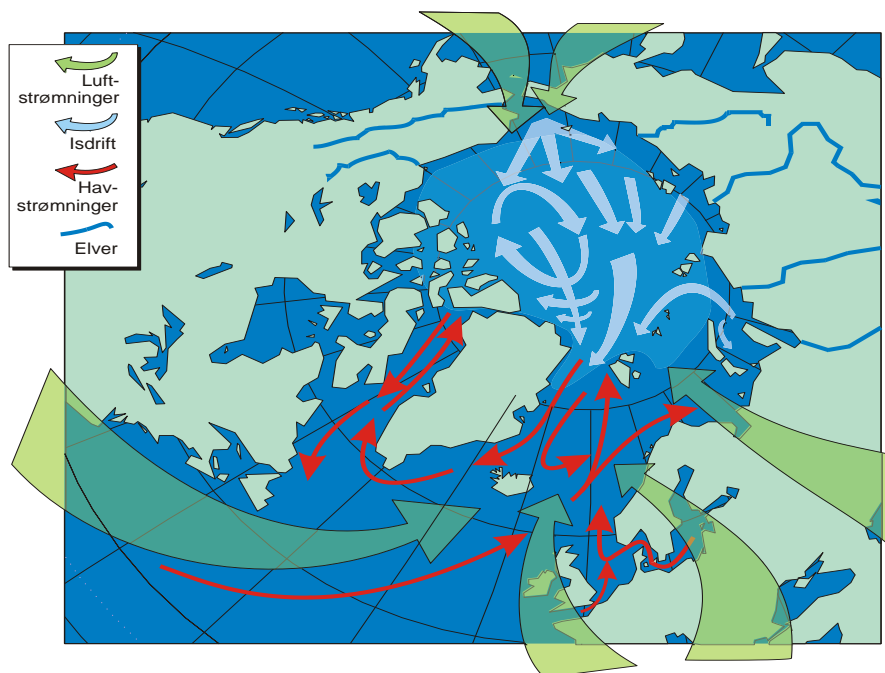 Luft-
strømninger
Isdrift
Hav-
strømninger
Elver